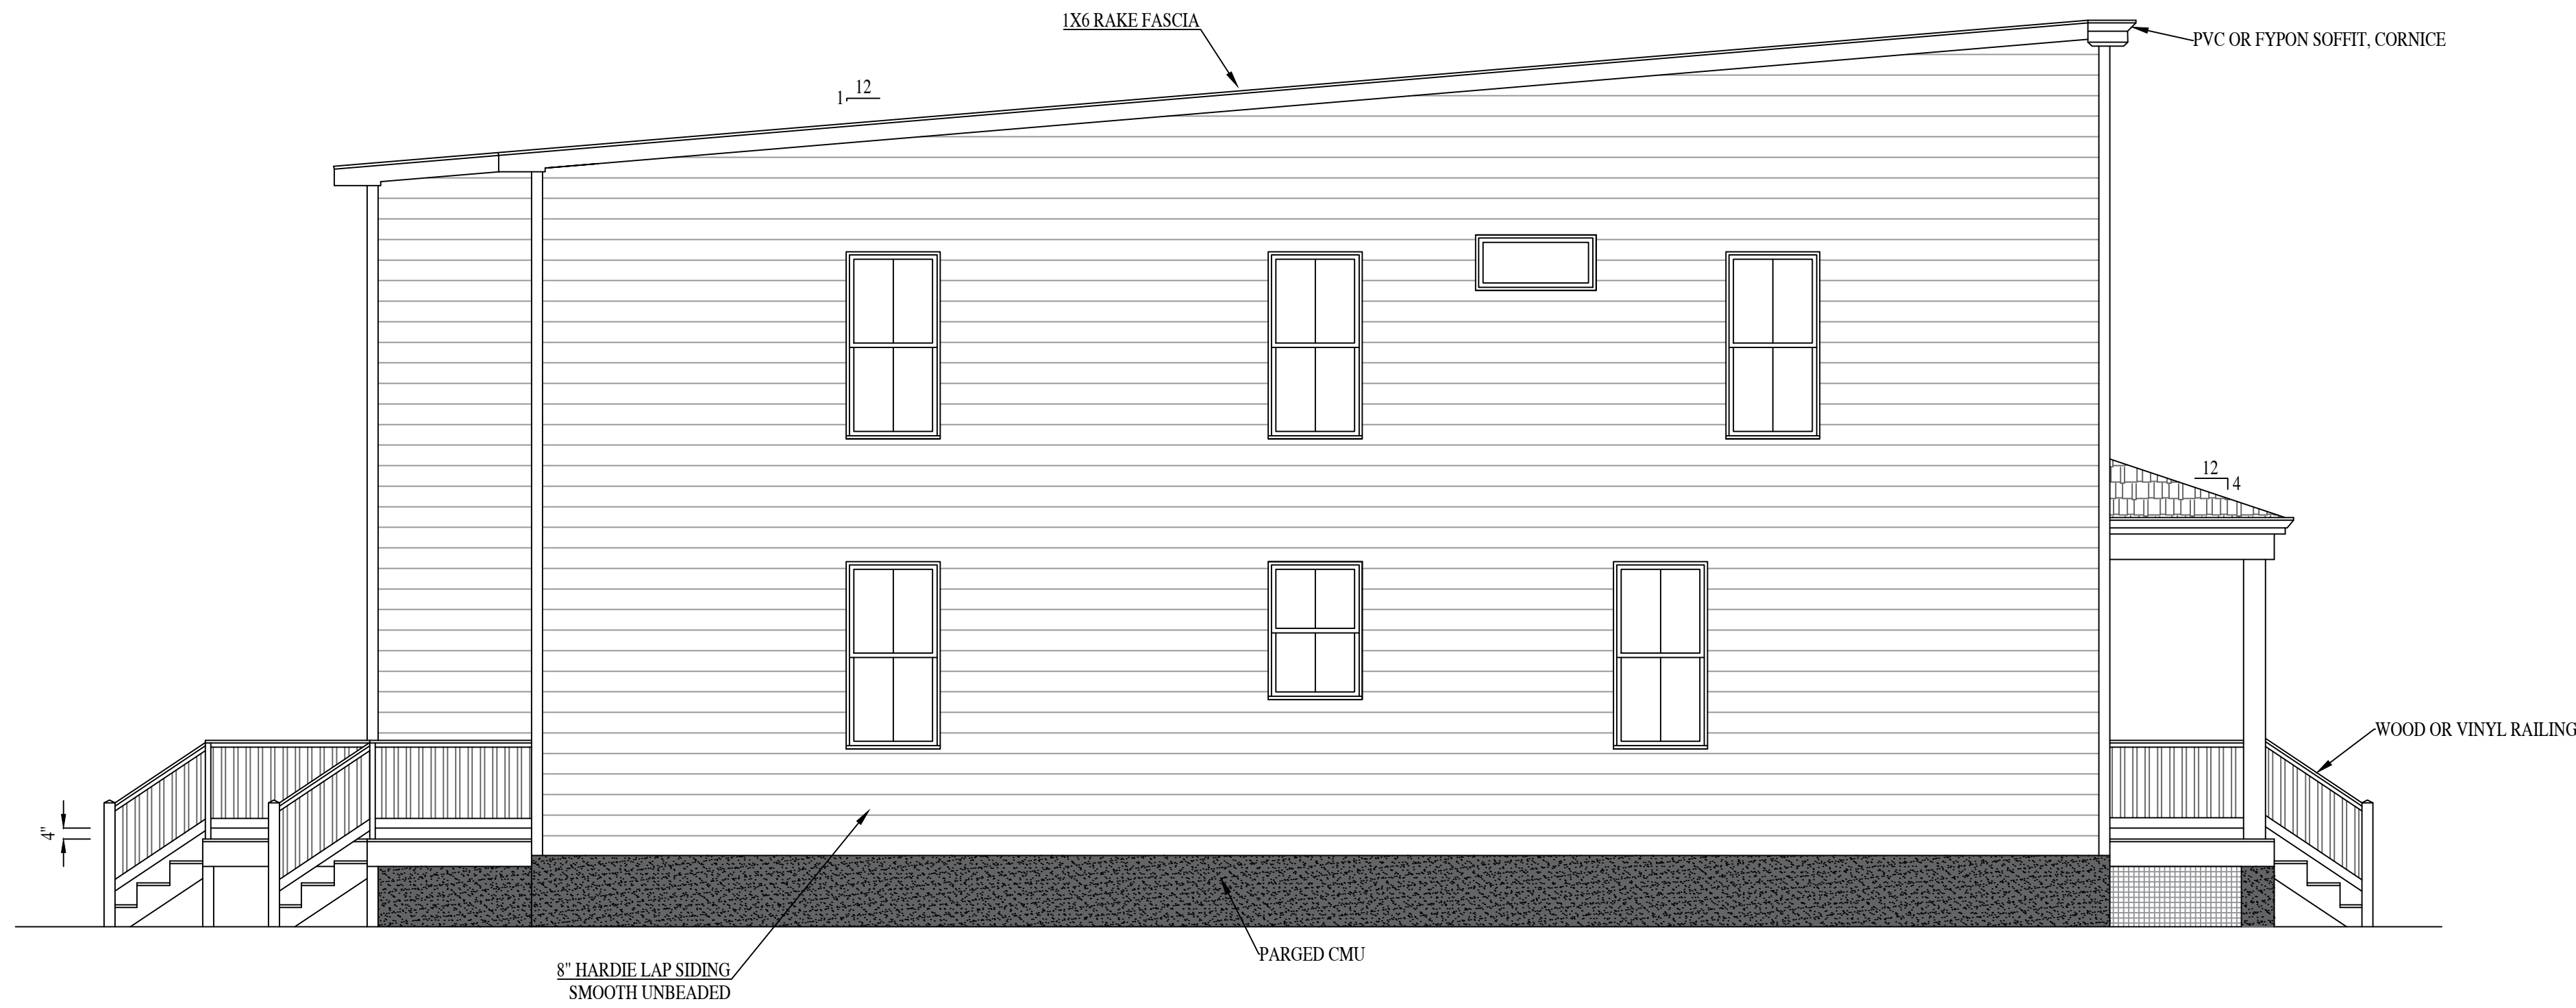 1X6 RAKE FASCIA
PVC OR FYPON SOFFIT, CORNICE
12
1
12
4
WOOD OR VINYL RAILING
4"
PARGED CMU
8" HARDIE LAP SIDING
SMOOTH UNBEADED